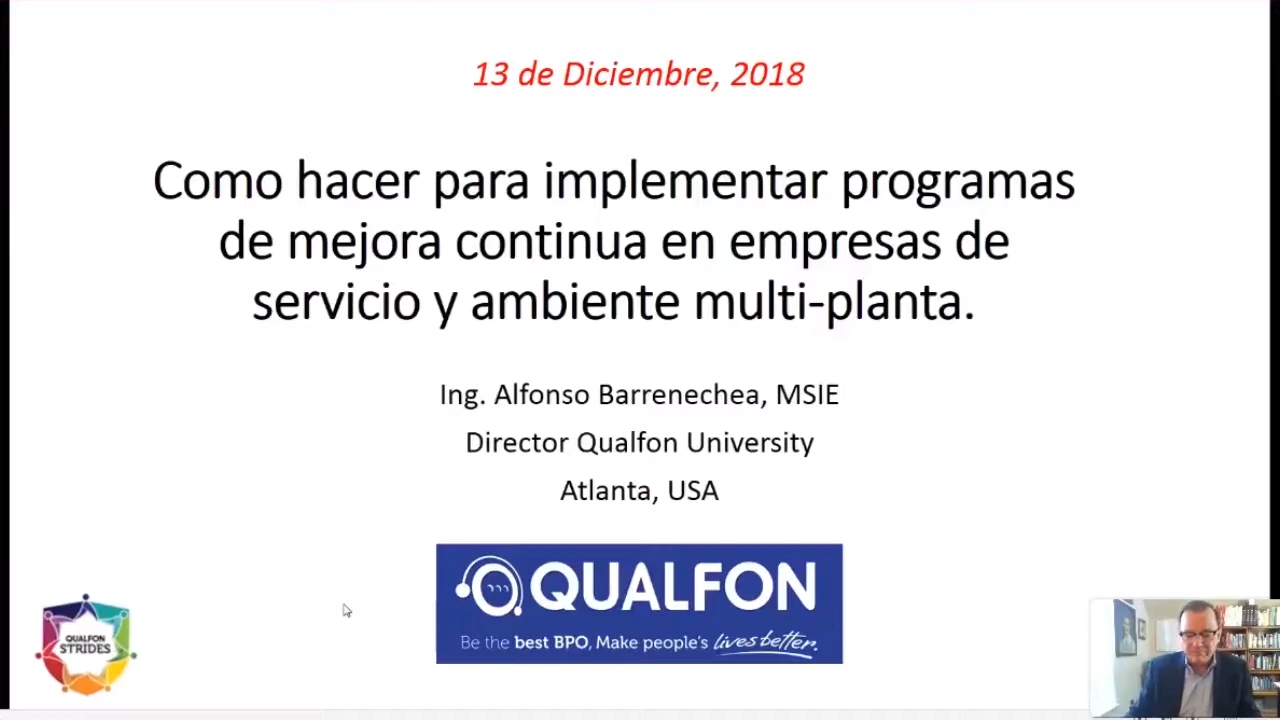 13 de Diciembre, 2018
Como hacer para implementar programas
de mejora continua en empresas de
servicio y ambiente multi-planta.
Ing. Alfonso Barrenechea, MSIE
Director Qualfon University
Atlanta, USA
QUALFON
Be the best BPO, Make people's lives better.
QUALFON
STRIDES